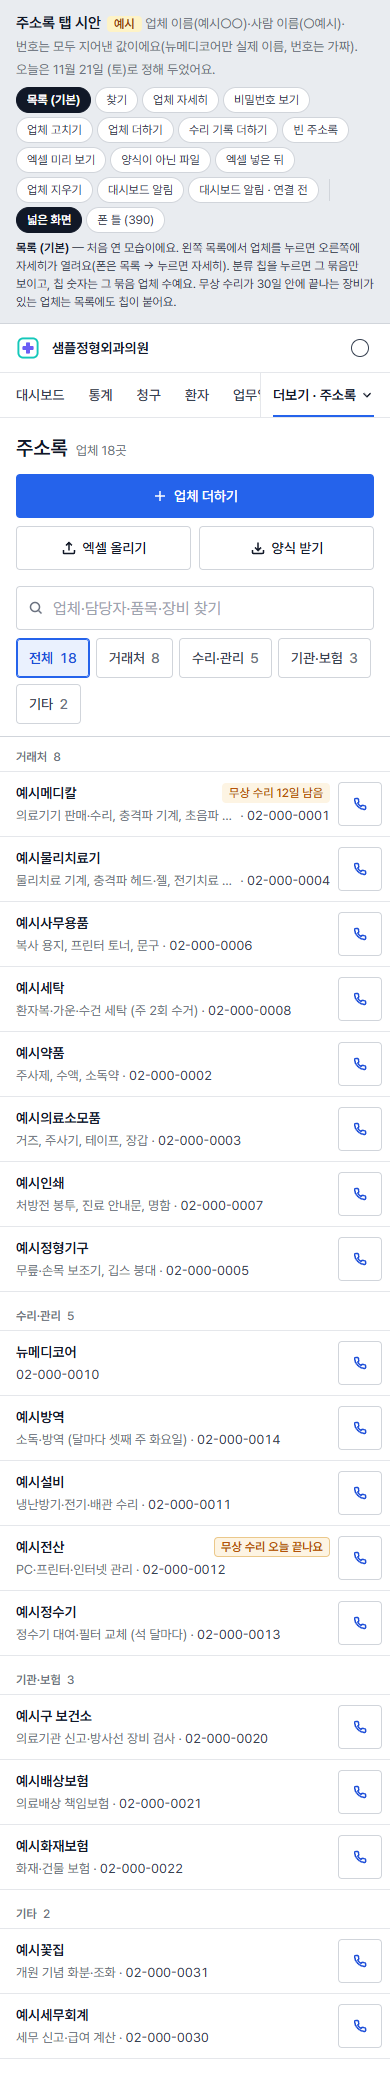 주소록 탭 시안 예시 업체 이름(예시○○)·사람 이름(○예시)·
번호는 모두 지어낸 값이에요(뉴메디코어만 실제 이름, 번호는 가짜).
오늘은 11월 21일 (토)로 정해 두었어요.
목록 (기본) 찾기 업체 자세히 비밀번호 보기
업체 고치기 업체 더하기 수리 기록 더하기 빈 주소록
엑셀 미리 보기 양식이 아닌 파일 엑셀 넣은 뒤
업체 지우기 대시보드 알림 대시보드 알림 · 연결 전
넓은 화면 폰 틀 (390)
목록 (기본) — 처음 연 모습이에요. 왼쪽 목록에서 업체를 누르면 오른쪽에
자세히가 열려요(폰은 목록 → 누르면 자세히). 분류 칩을 누르면 그 묶음만
보이고, 칩 숫자는 그 묶음 업체 수예요. 무상 수리가 30일 안에 끝나는 장비가
있는 업체는 목록에도 칩이 붙어요.
샘플정형외과의원
대시보드 통계 청구 환자 더보기 · 주소록
주소록 업체 18곳
+ 업체 더하기
엑셀 올리기 양식 받기
업체·담당자·품목·장비 찾기
전체 18 거래처 8 수리·관리 5 기관·보험 3
기타 2
거래처 8
예시메디칼 무상 수리 12일 남음
의료기기 판매·수리, 충격파 기계, 초음파 ... · 02-000-0001
예시물리치료기
물리치료 기계, 충격파 헤드·젤, 전기치료 ... · 02-000-0004
예시사무용품
복사 용지, 프린터 토너, 문구 · 02-000-0006
예시세탁
환자복·가운·수건 세탁 (주 2회 수거) · 02-000-0008
예시약품
주사제, 수액, 소독약 · 02-000-0002
예시의료소모품
거즈, 주사기, 테이프, 장갑 · 02-000-0003
예시인쇄
처방전 봉투, 진료 안내문, 명함 · 02-000-0007
예시정형기구
무릎·손목 보조기, 깁스 붕대 · 02-000-0005
수리·관리 5
뉴메디코어
02-000-0010
예시방역
소독·방역 (달마다 셋째 주 화요일) · 02-000-0014
예시설비
냉난방기·전기·배관 수리 · 02-000-0011
예시전산 무상 수리 오늘 끝나요
PC·프린터·인터넷 관리 · 02-000-0012
예시정수기
정수기 대여·필터 교체 (석 달마다) · 02-000-0013
기관·보험 3
예시구 보건소
의료기관 신고·방사선 장비 검사 · 02-000-0020
예시배상보험
의료배상 책임보험 · 02-000-0021
예시화재보험
화재·건물 보험 · 02-000-0022
기타 2
예시꽃집
개원 기념 화분·조화 · 02-000-0031
예시세무회계
세무 신고·급여 계산 · 02-000-0030